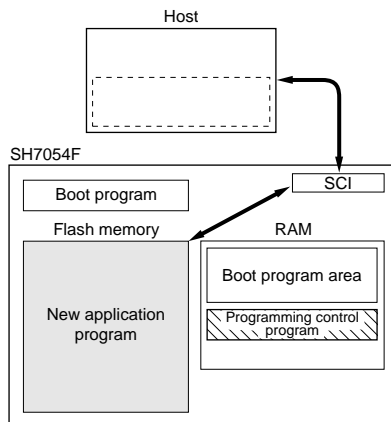 Host
SH7054F
SCI
Boot program
Flash memory
RAM
Boot program area
New application
program
Programming control
program